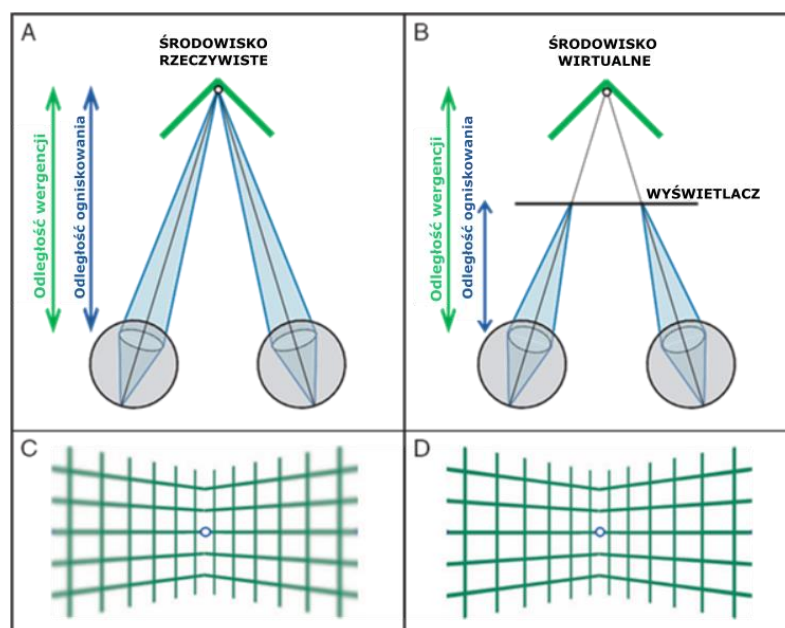 A
ŚRODOWISKO
RZECZYWISTE
Odległość wergencji
Odległość ogniskowania
B
ŚRODOWISKO
WIRTUALNE
WYŚWIETLACZ
Odległość wergencji
Odległość ogniskowania
C
D